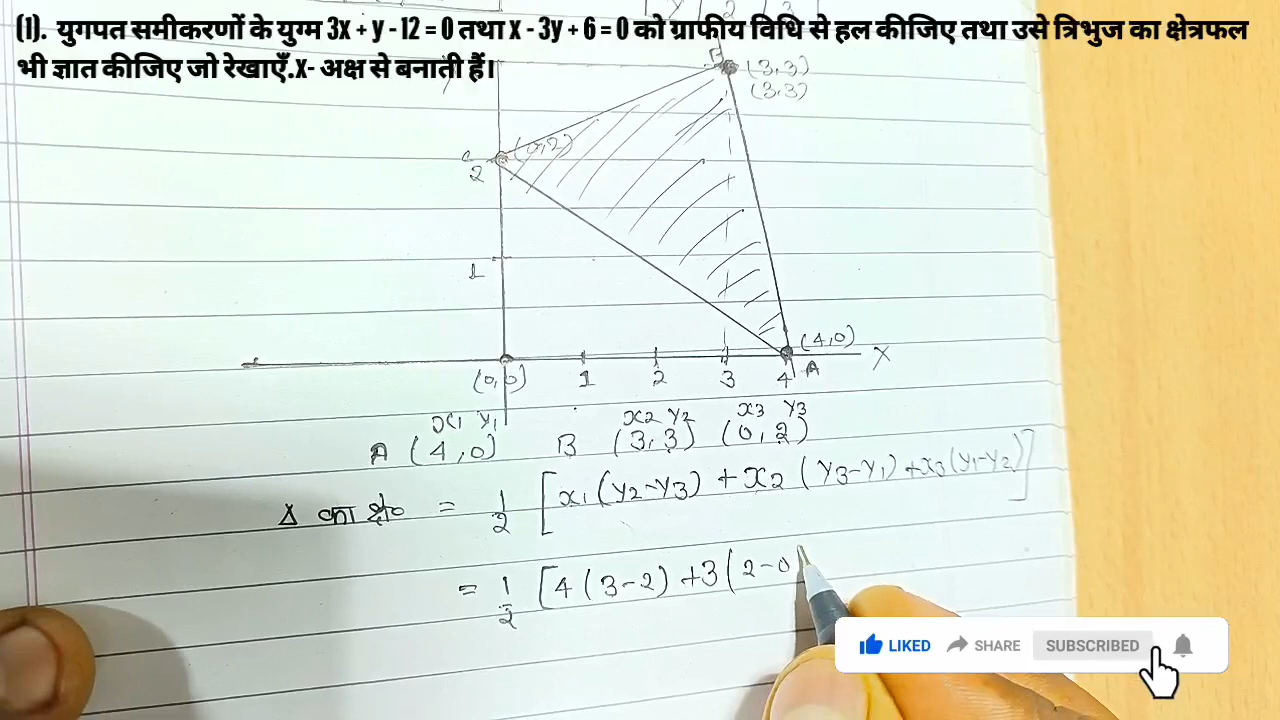 (1). युगपत समीकरणों के युग्म 3x + y - 12 = 0 तथा x - 3y + 6 = 0 को ग्राफीय विधि से हल कीजिए तथा उसे त्रिभुज का क्षेत्रफल
भी ज्ञात कीजिए जो रेखाएँ.x- अक्ष से बनाती हैं।
B (3,3)
(3,3)
C (0,2)
2
1
(4,0)
(0,0) 1 2 3 4 A X
x1 y1 x2 y2 x3 y3
A (4,0) B (3,3) (0,2)
Δ का क्षे० = 1/2 [x1(y2-y3) + x2 (y3-y1) + x3(y1-y2)]
= 1/2 [4(3-2) +3(2-0
LIKED SHARE SUBSCRIBED